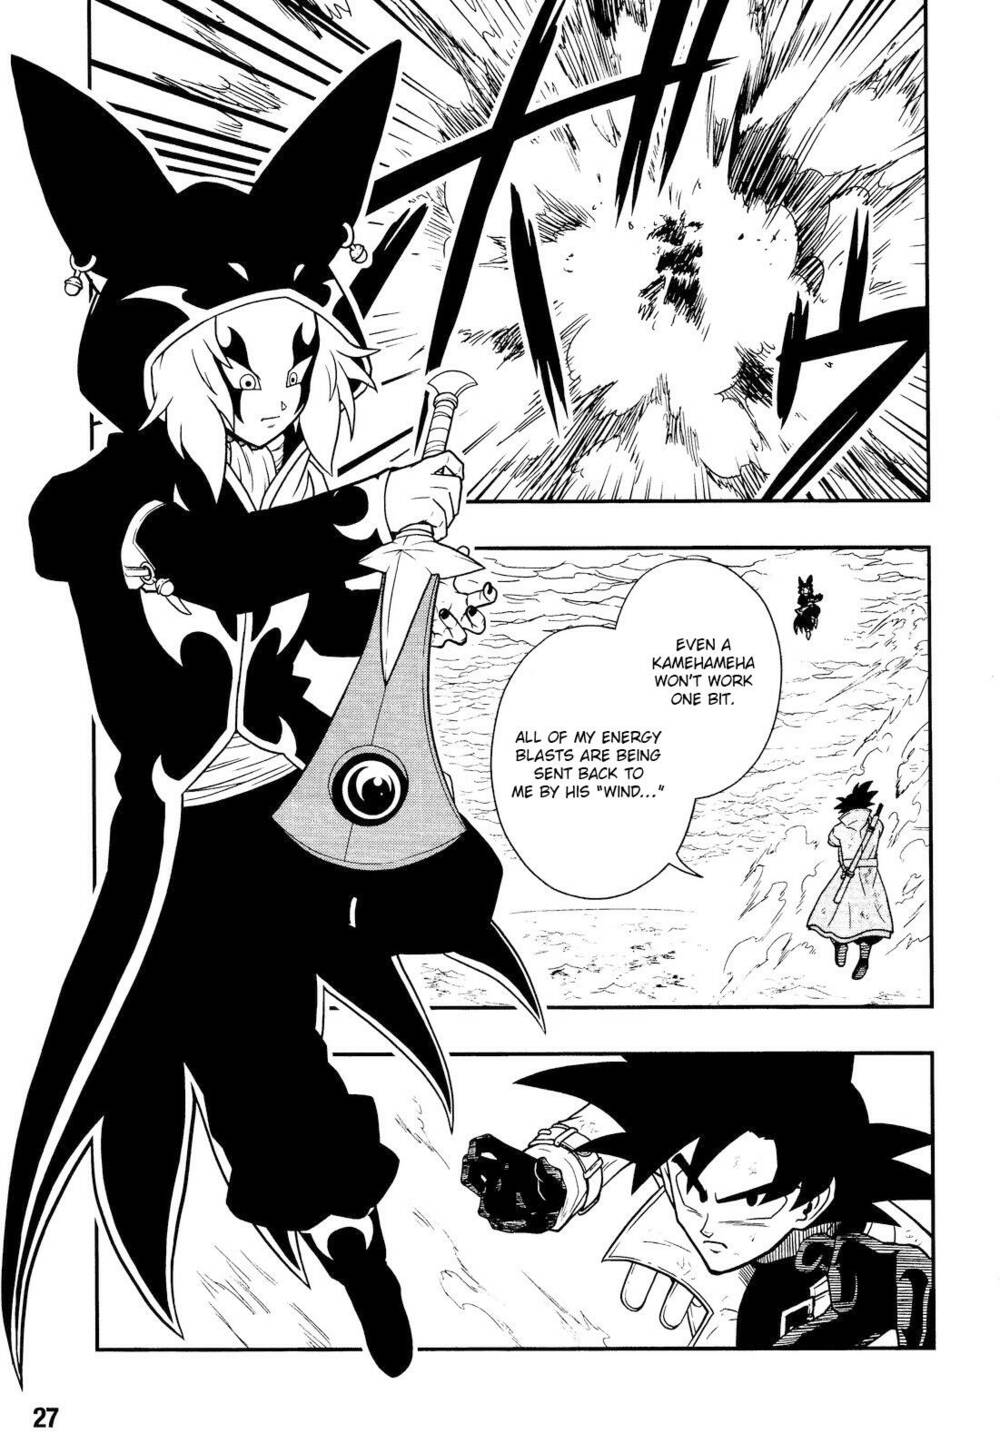 EVEN A
KAMEHAMEHA
WON'T WORK
ONE BIT.
ALL OF MY ENERGY
BLASTS ARE BEING
SENT BACK TO
ME BY HIS "WIND..."
27